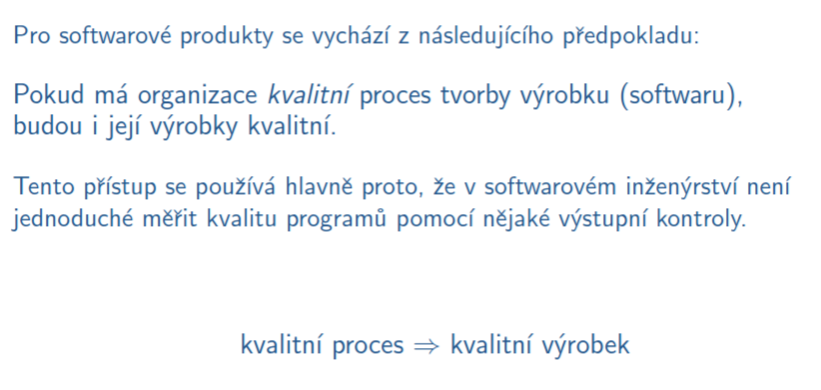 Pro softwarové produkty se vychází z následujícího předpokladu:
Pokud má organizace kvalitní proces tvorby výrobku (softwaru),
budou i její výrobky kvalitní.
Tento přístup se používá hlavně proto, že v softwarovém inženýrství není
jednoduché měřit kvalitu programů pomocí nějaké výstupní kontroly.
kvalitní proces ⇒ kvalitní výrobek